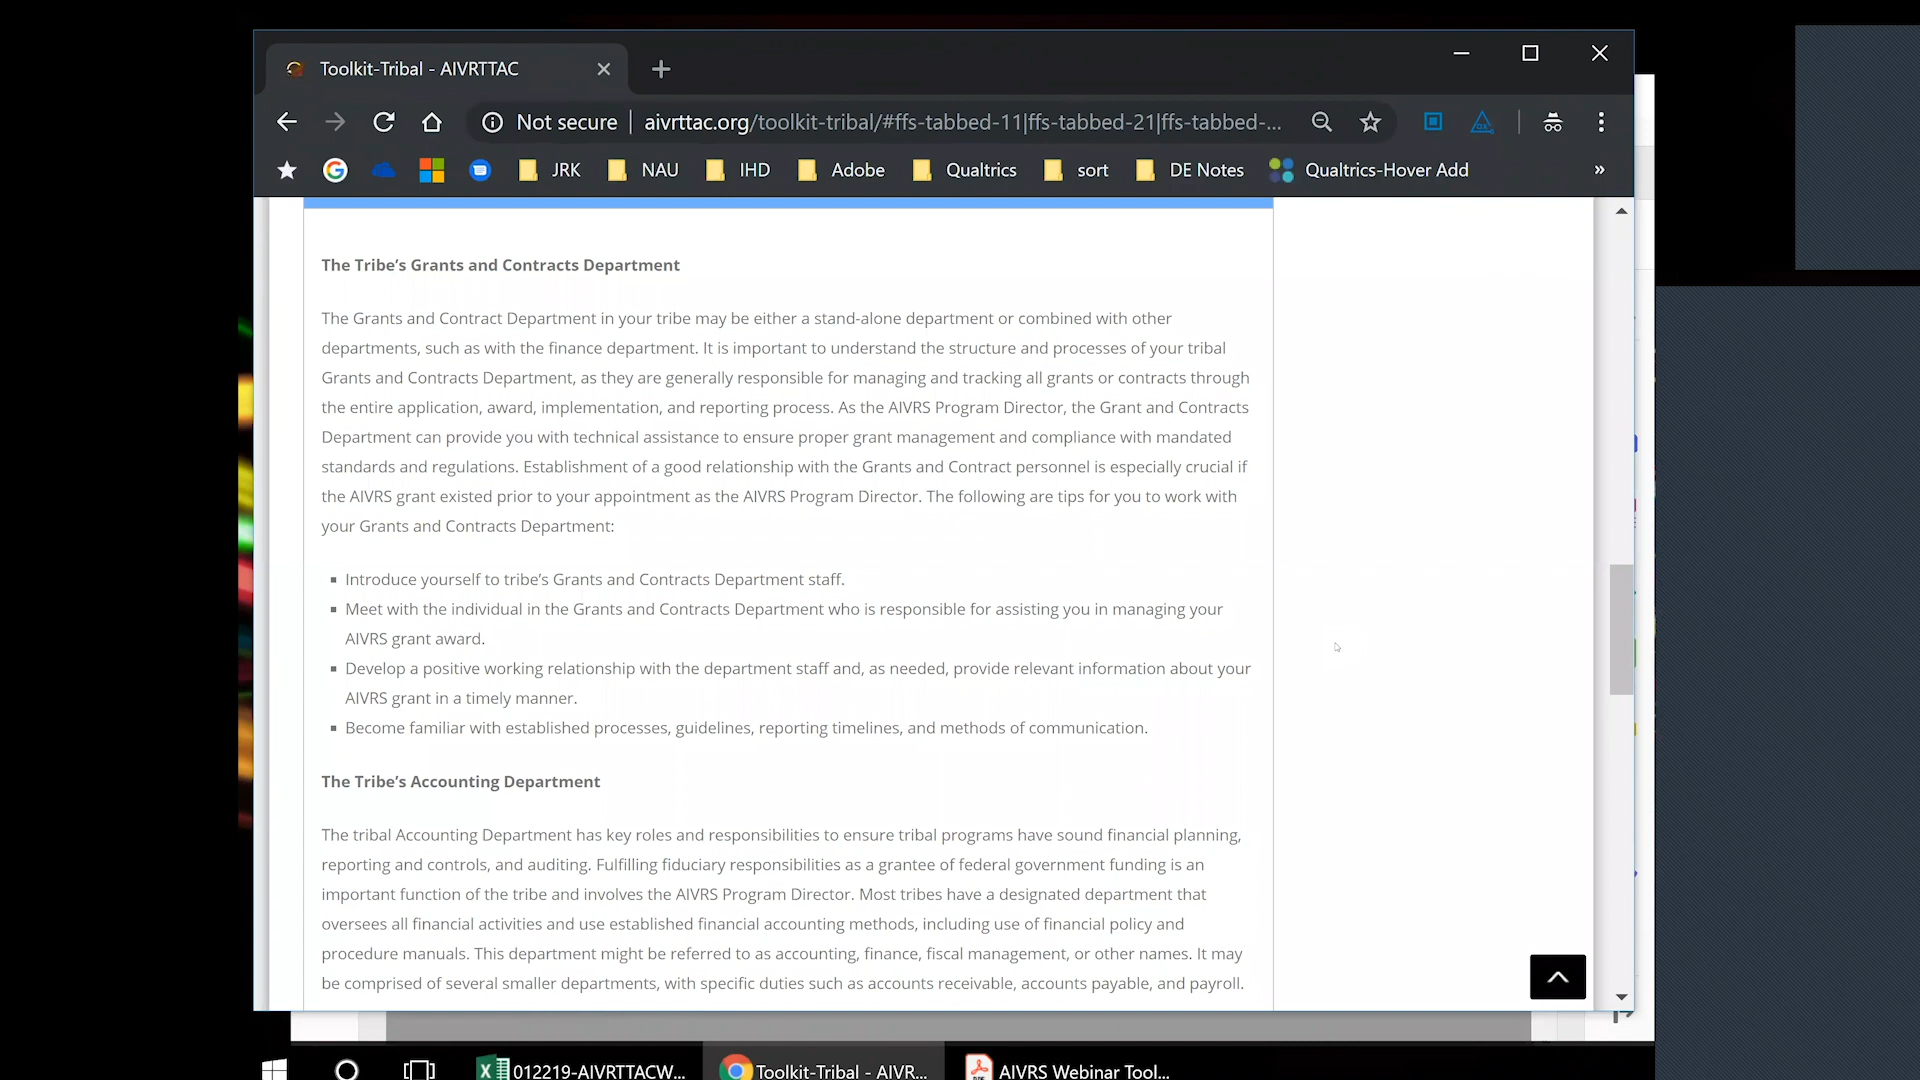 Toolkit-Tribal - AIVRTTAC
Not secure
aivrttac.org/toolkit-tribal/#ffs-tabbed-11|ffs-tabbed-21|ffs-tabbed-...
JRK NAU IHD Adobe Qualtrics sort DE Notes Qualtrics-Hover Add »
The Tribe’s Grants and Contracts Department
The Grants and Contract Department in your tribe may be either a stand-alone department or combined with other
departments, such as with the finance department. It is important to understand the structure and processes of your tribal
Grants and Contracts Department, as they are generally responsible for managing and tracking all grants or contracts through
the entire application, award, implementation, and reporting process. As the AIVRS Program Director, the Grant and Contracts
Department can provide you with technical assistance to ensure proper grant management and compliance with mandated
standards and regulations. Establishment of a good relationship with the Grants and Contract personnel is especially crucial if
the AIVRS grant existed prior to your appointment as the AIVRS Program Director. The following are tips for you to work with
your Grants and Contracts Department:
▪ Introduce yourself to tribe’s Grants and Contracts Department staff.
▪ Meet with the individual in the Grants and Contracts Department who is responsible for assisting you in managing your
AIVRS grant award.
▪ Develop a positive working relationship with the department staff and, as needed, provide relevant information about your
AIVRS grant in a timely manner.
▪ Become familiar with established processes, guidelines, reporting timelines, and methods of communication.
The Tribe’s Accounting Department
The tribal Accounting Department has key roles and responsibilities to ensure tribal programs have sound financial planning,
reporting and controls, and auditing. Fulfilling fiduciary responsibilities as a grantee of federal government funding is an
important function of the tribe and involves the AIVRS Program Director. Most tribes have a designated department that
oversees all financial activities and use established financial accounting methods, including use of financial policy and
procedure manuals. This department might be referred to as accounting, finance, fiscal management, or other names. It may
be comprised of several smaller departments, with specific duties such as accounts receivable, accounts payable, and payroll.
012219-AIVRTTACW... Toolkit-Tribal - AIVR... AIVRS Webinar Tool...